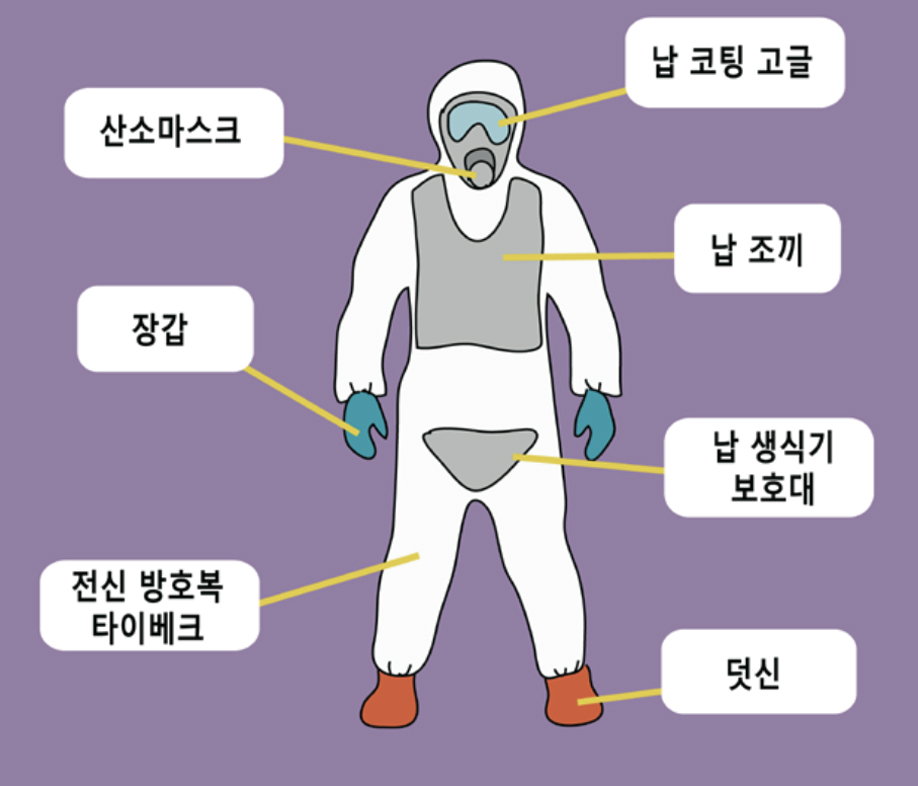 납 코팅 고글
산소마스크
납 조끼
장갑
납 생식기
보호대
전신 방호복
타이베크
덧신